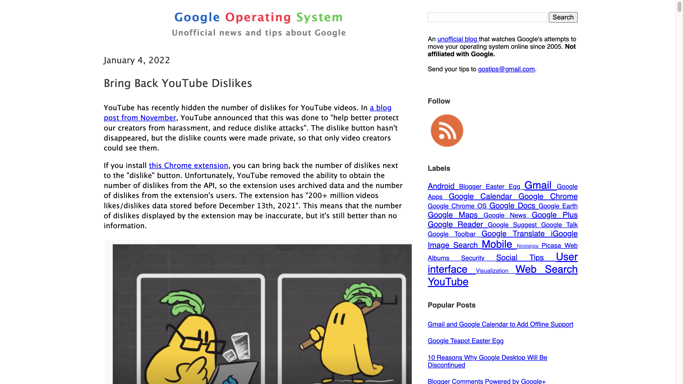 Google Operating System
Unofficial news and tips about Google
January 4, 2022
Bring Back YouTube Dislikes
YouTube has recently hidden the number of dislikes for YouTube videos. In a blog
post from November, YouTube announced that this was done to "help better protect
our creators from harassment, and reduce dislike attacks". The dislike button hasn't
disappeared, but the dislike counts were made private, so that only video creators
could see them.
If you install this Chrome extension, you can bring back the number of dislikes next
to the "dislike" button. Unfortunately, YouTube removed the ability to obtain the
number of dislikes from the API, so the extension uses archived data and the number
of dislikes from the extension's users. The extension has "200+ million videos
likes/dislikes data stored before December 13th, 2021". This means that the number
of dislikes displayed by the extension may be inaccurate, but it's still better than no
information.
Search
An unofficial blog that watches Google's attempts to
move your operating system online since 2005. Not
affiliated with Google.
Send your tips to gostips@gmail.com.
Follow
Labels
Android Blogger Easter Egg Gmail Google
Calendar Google Calendar Google Chrome
Google Chrome OS Google Docs Google Earth
Google Maps Google News Google Plus
Google Reader Google Suggest Google Talk
Google Toolbar Google Translate iGoogle
Image Search Mobile Nostalgia Picasa Web
Albums Security Social Tips User
interface Visualization Web Search
YouTube
Popular Posts
Gmail and Google Calendar to Add Offline Support
Google Teapot Easter Egg
10 Reasons Why Google Desktop Will Be
Discontinued
Blogger Comments Powered by Google+